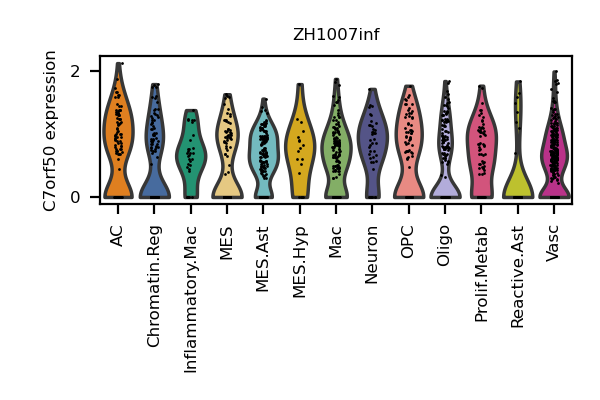 ZH1007inf
C7orf50 expression
2
0
AC
Chromatin.Reg
Inflammatory.Mac
MES
MES.Ast
MES.Hyp
Mac
Neuron
OPC
Oligo
Prolif.Metab
Reactive.Ast
Vasc